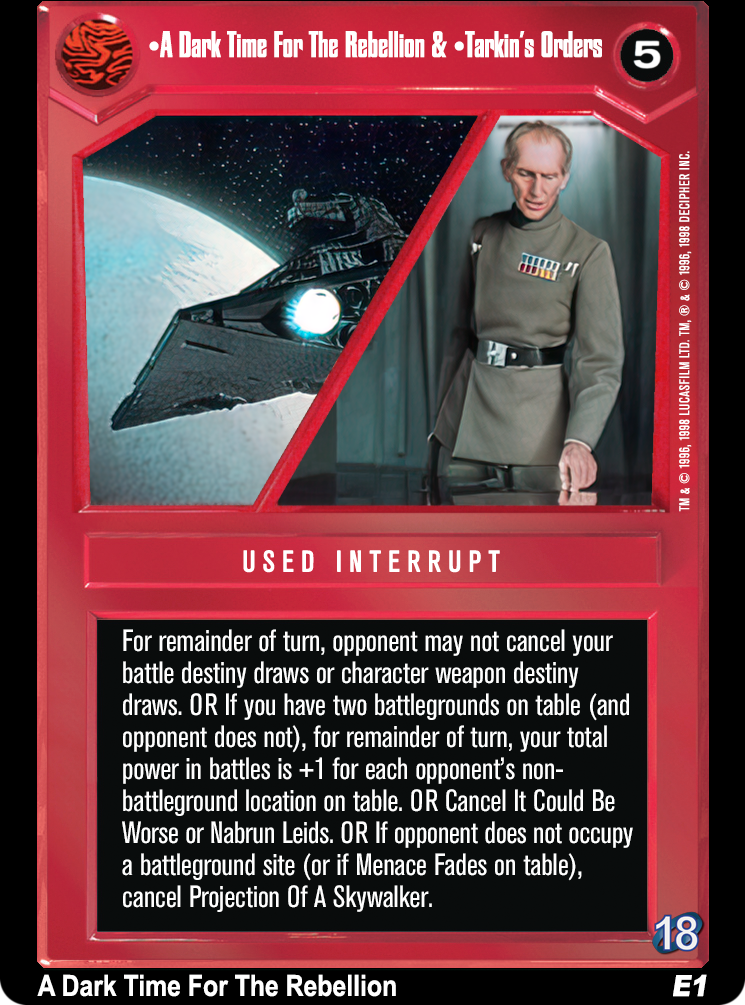 •A Dark Time For The Rebellion & •Tarkin's Orders
5
TM & © 1996, 1998 LUCASFILM LTD. TM, ® & © 1996, 1998 DECIPHER INC.
USED INTERRUPT
For remainder of turn, opponent may not cancel your
battle destiny draws or character weapon destiny
draws. OR If you have two battlegrounds on table (and
opponent does not), for remainder of turn, your total
power in battles is +1 for each opponent's non-
battleground location on table. OR Cancel It Could Be
Worse or Nabrun Leids. OR If opponent does not occupy
a battleground site (or if Menace Fades on table),
cancel Projection Of A Skywalker.
18
A Dark Time For The Rebellion
E1